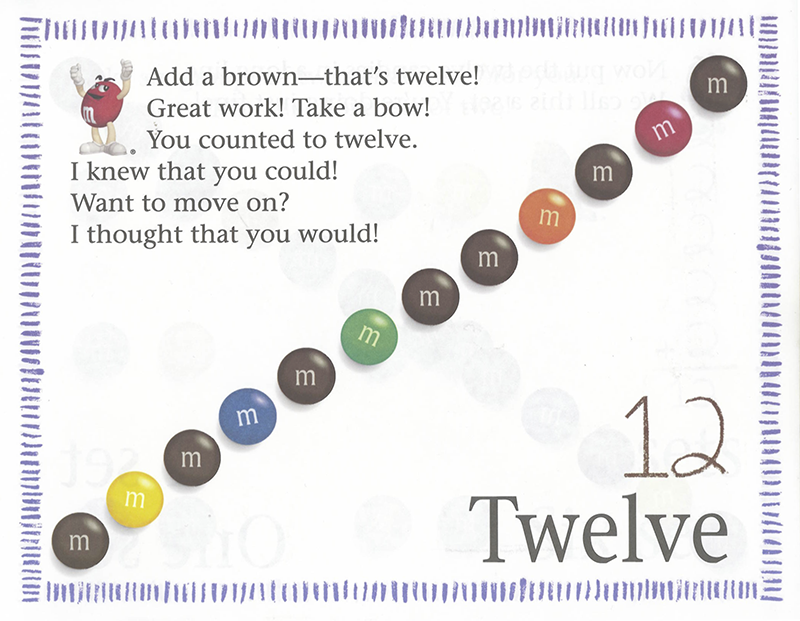 Add a brown—that's twelve!
Great work! Take a bow!
You counted to twelve.
I knew that you could!
Want to move on?
I thought that you would!
m
m
m
m
m
m
m
m
m
m
m
m
12
Twelve